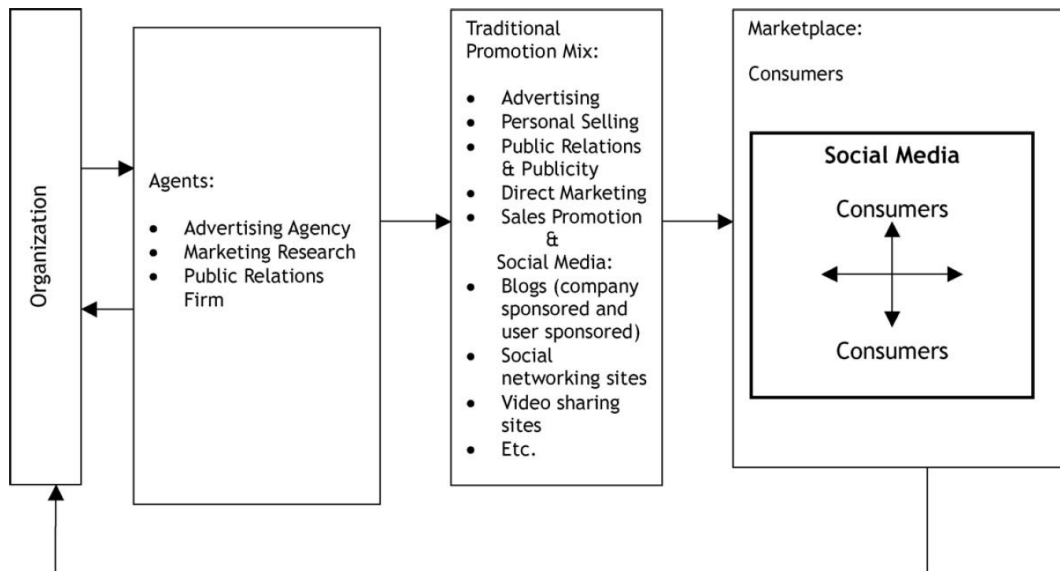 Organization
Agents:
• Advertising Agency
• Marketing Research
• Public Relations
Firm
Traditional
Promotion Mix:
• Advertising
• Personal Selling
• Public Relations
& Publicity
• Direct Marketing
• Sales Promotion
&
Social Media:
• Blogs (company
sponsored and
user sponsored)
• Social
networking sites
• Video sharing
sites
• Etc.
Marketplace:
Consumers
Social Media
Consumers
Consumers